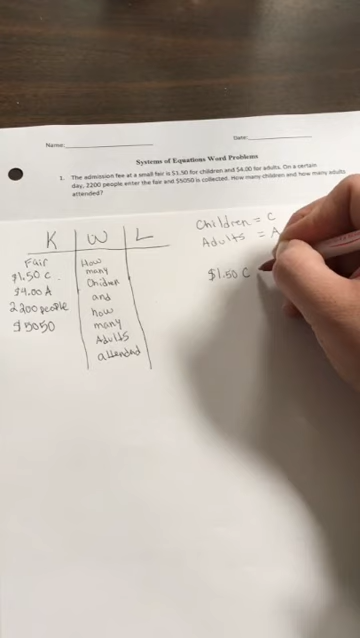 Name: Date:
Systems of Equations Word Problems
1. The admission fee at a small fair is $1.50 for children and $4.00 for adults. On a certain
day, 2200 people enter the fair and $5050 is collected. How many children and how many adults
attended?
K W L
Fair
$1.50 C
$4.00 A
2200 people
$5050
How
many
Children
and
how
many
Adults
attended
Children = C
Adults = A
$1.50 C